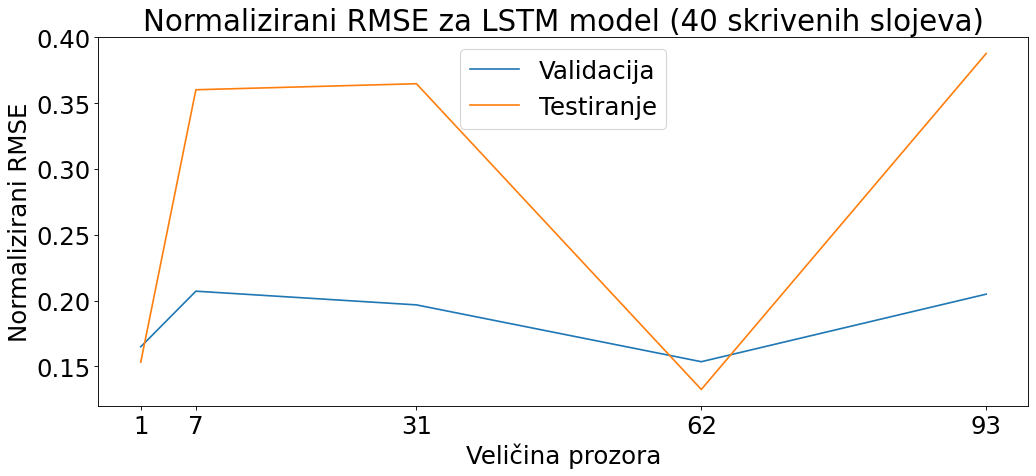 Normalizirani RMSE za LSTM model (40 skrivenih slojeva)
0.40
0.35
0.30
0.25
0.20
0.15
Normalizirani RMSE
Validacija
Testiranje
1 7 31 62 93
Veličina prozora